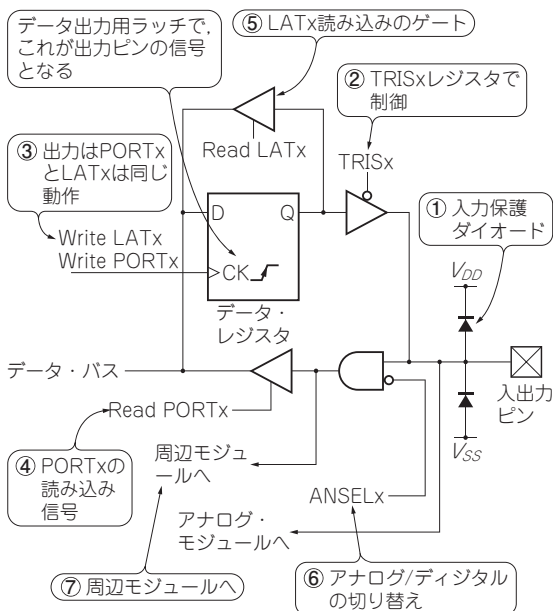 データ出力用ラッチで,
これが出力ピンの信号
となる
⑤ LATx読み込みのゲート
② TRISxレジスタで
制御
③ 出力はPORTx
とLATxは同じ
動作
Read LATx
TRISx
① 入力保護
ダイオード
D
Q
Write LATx
Write PORTx
CK
VDD
データ・
レジスタ
データ・バス
入出力
ピン
Read PORTx
VSS
④ PORTxの
読み込み
信号
周辺モジュ
ールへ
ANSELx
アナログ・
モジュールへ
⑦ 周辺モジュールへ
⑥ アナログ/ディジタル
の切り替え